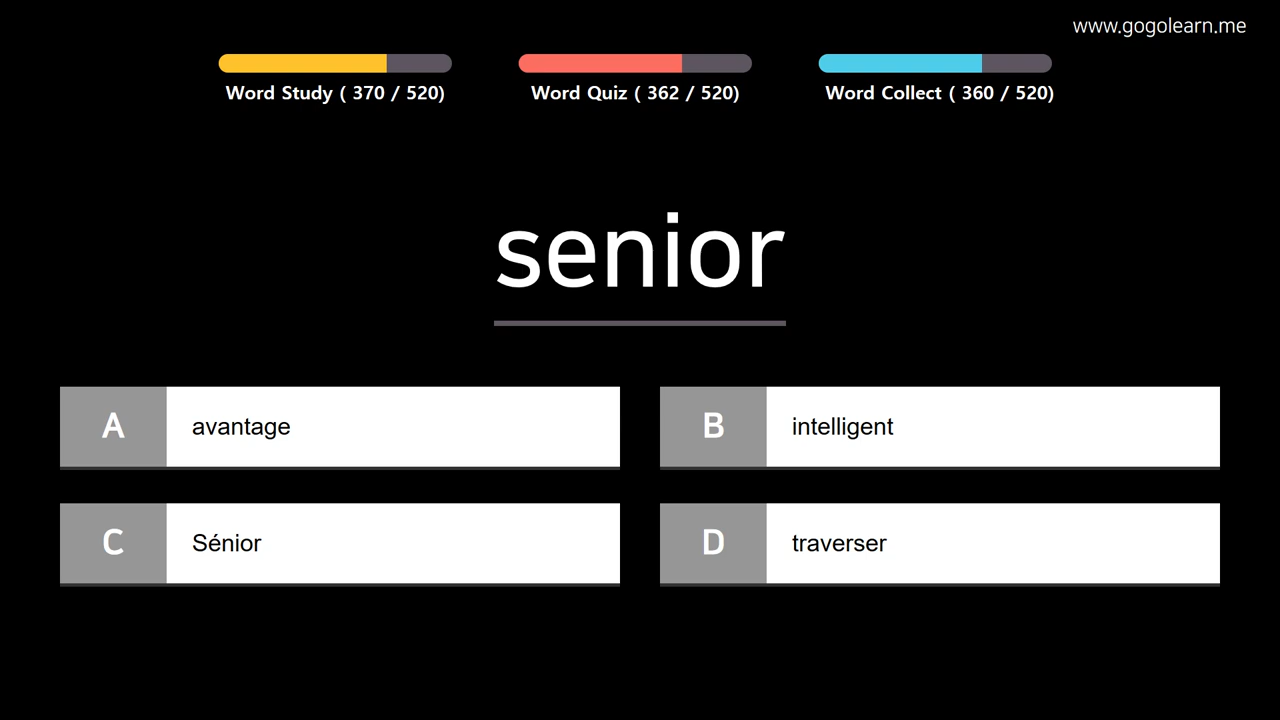 www.gogolearn.me
Word Study ( 370 / 520)
Word Quiz ( 362 / 520)
Word Collect ( 360 / 520)
senior
A avantage
B intelligent
C Sénior
D traverser